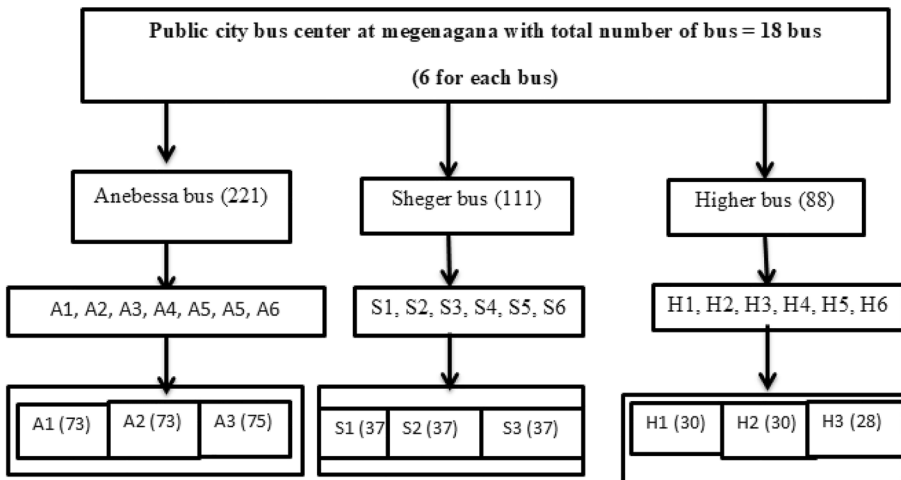 Public city bus center at megenagana with total number of bus = 18 bus
(6 for each bus)
Anebessa bus (221)
Sheger bus (111)
Higher bus (88)
A1, A2, A3, A4, A5, A5, A6
S1, S2, S3, S4, S5, S6
H1, H2, H3, H4, H5, H6
A1 (73)
A2 (73)
A3 (75)
S1 (37
S2 (37)
S3 (37)
H1 (30)
H2 (30)
H3 (28)